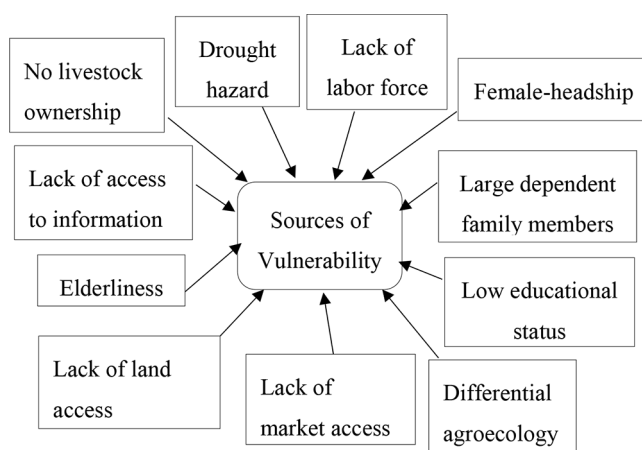 No livestock
ownership
Drought
hazard
Lack of
labor force
Female-headship
Lack of access
to information
Sources of
Vulnerability
Large dependent
family members
Elderliness
Low educational
status
Lack of land
access
Lack of
market access
Differential
agroecology